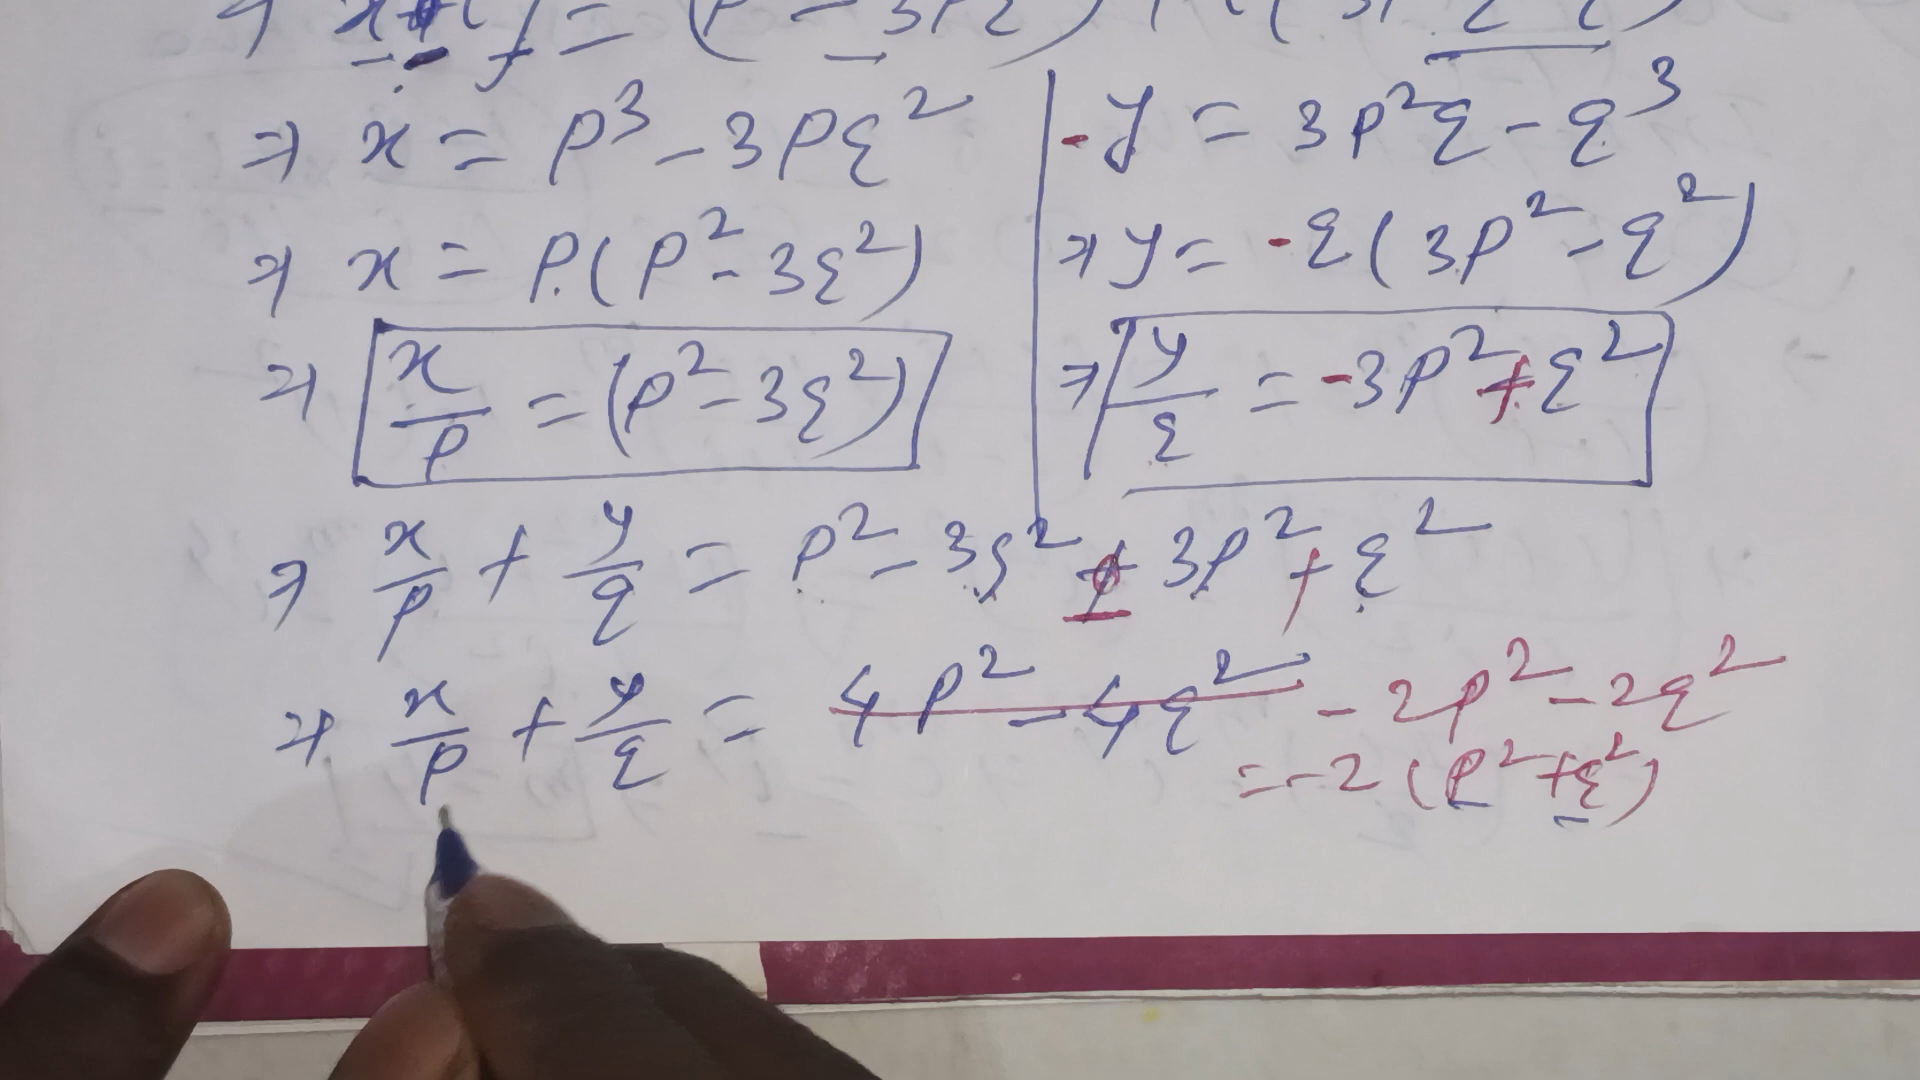 ⇒ x = p³ - 3pq² | -y = 3p²q - q³
⇒ x = p(p² - 3q²) | ⇒ y = -q(3p² - q²)
⇒ x/p = (p² - 3q²) | ⇒ y/q = -3p² + q²
⇒ x/p + y/q = p² - 3q² - 3p² + q²
⇒ x/p + y/q = 4p² - 4q² - 2p² - 2q²
= -2(p² + q²)